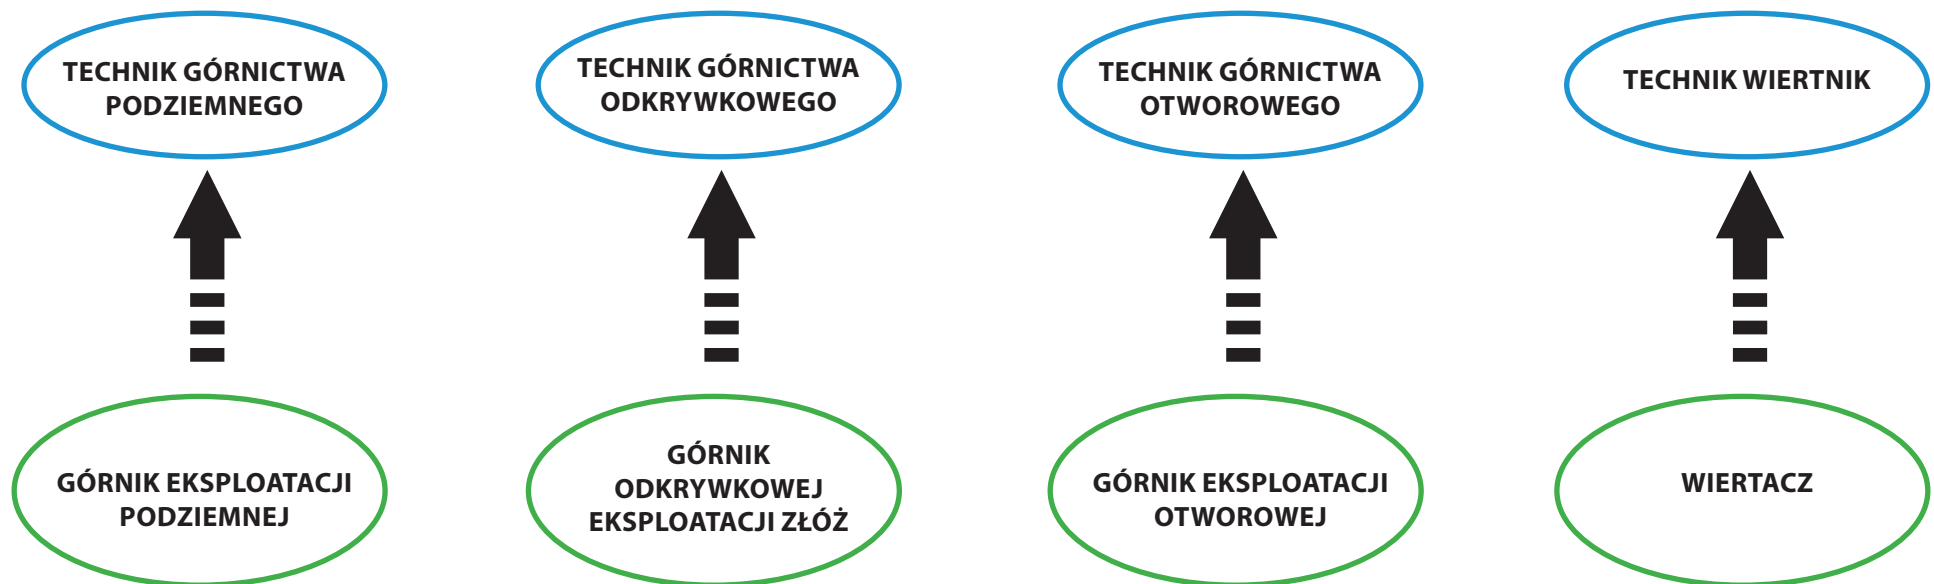 TECHNIK GÓRNICTWA
PODZIEMNEGO
TECHNIK GÓRNICTWA
ODKRYWKOWEGO
TECHNIK GÓRNICTWA
OTWOROWEGO
TECHNIK WIERTNIK
GÓRNIK EKSPLOATACJI
PODZIEMNEJ
GÓRNIK
ODKRYWKOWEJ
EKSPLOATACJI ZŁÓŻ
GÓRNIK EKSPLOATACJI
OTWOROWEJ
WIERTACZ